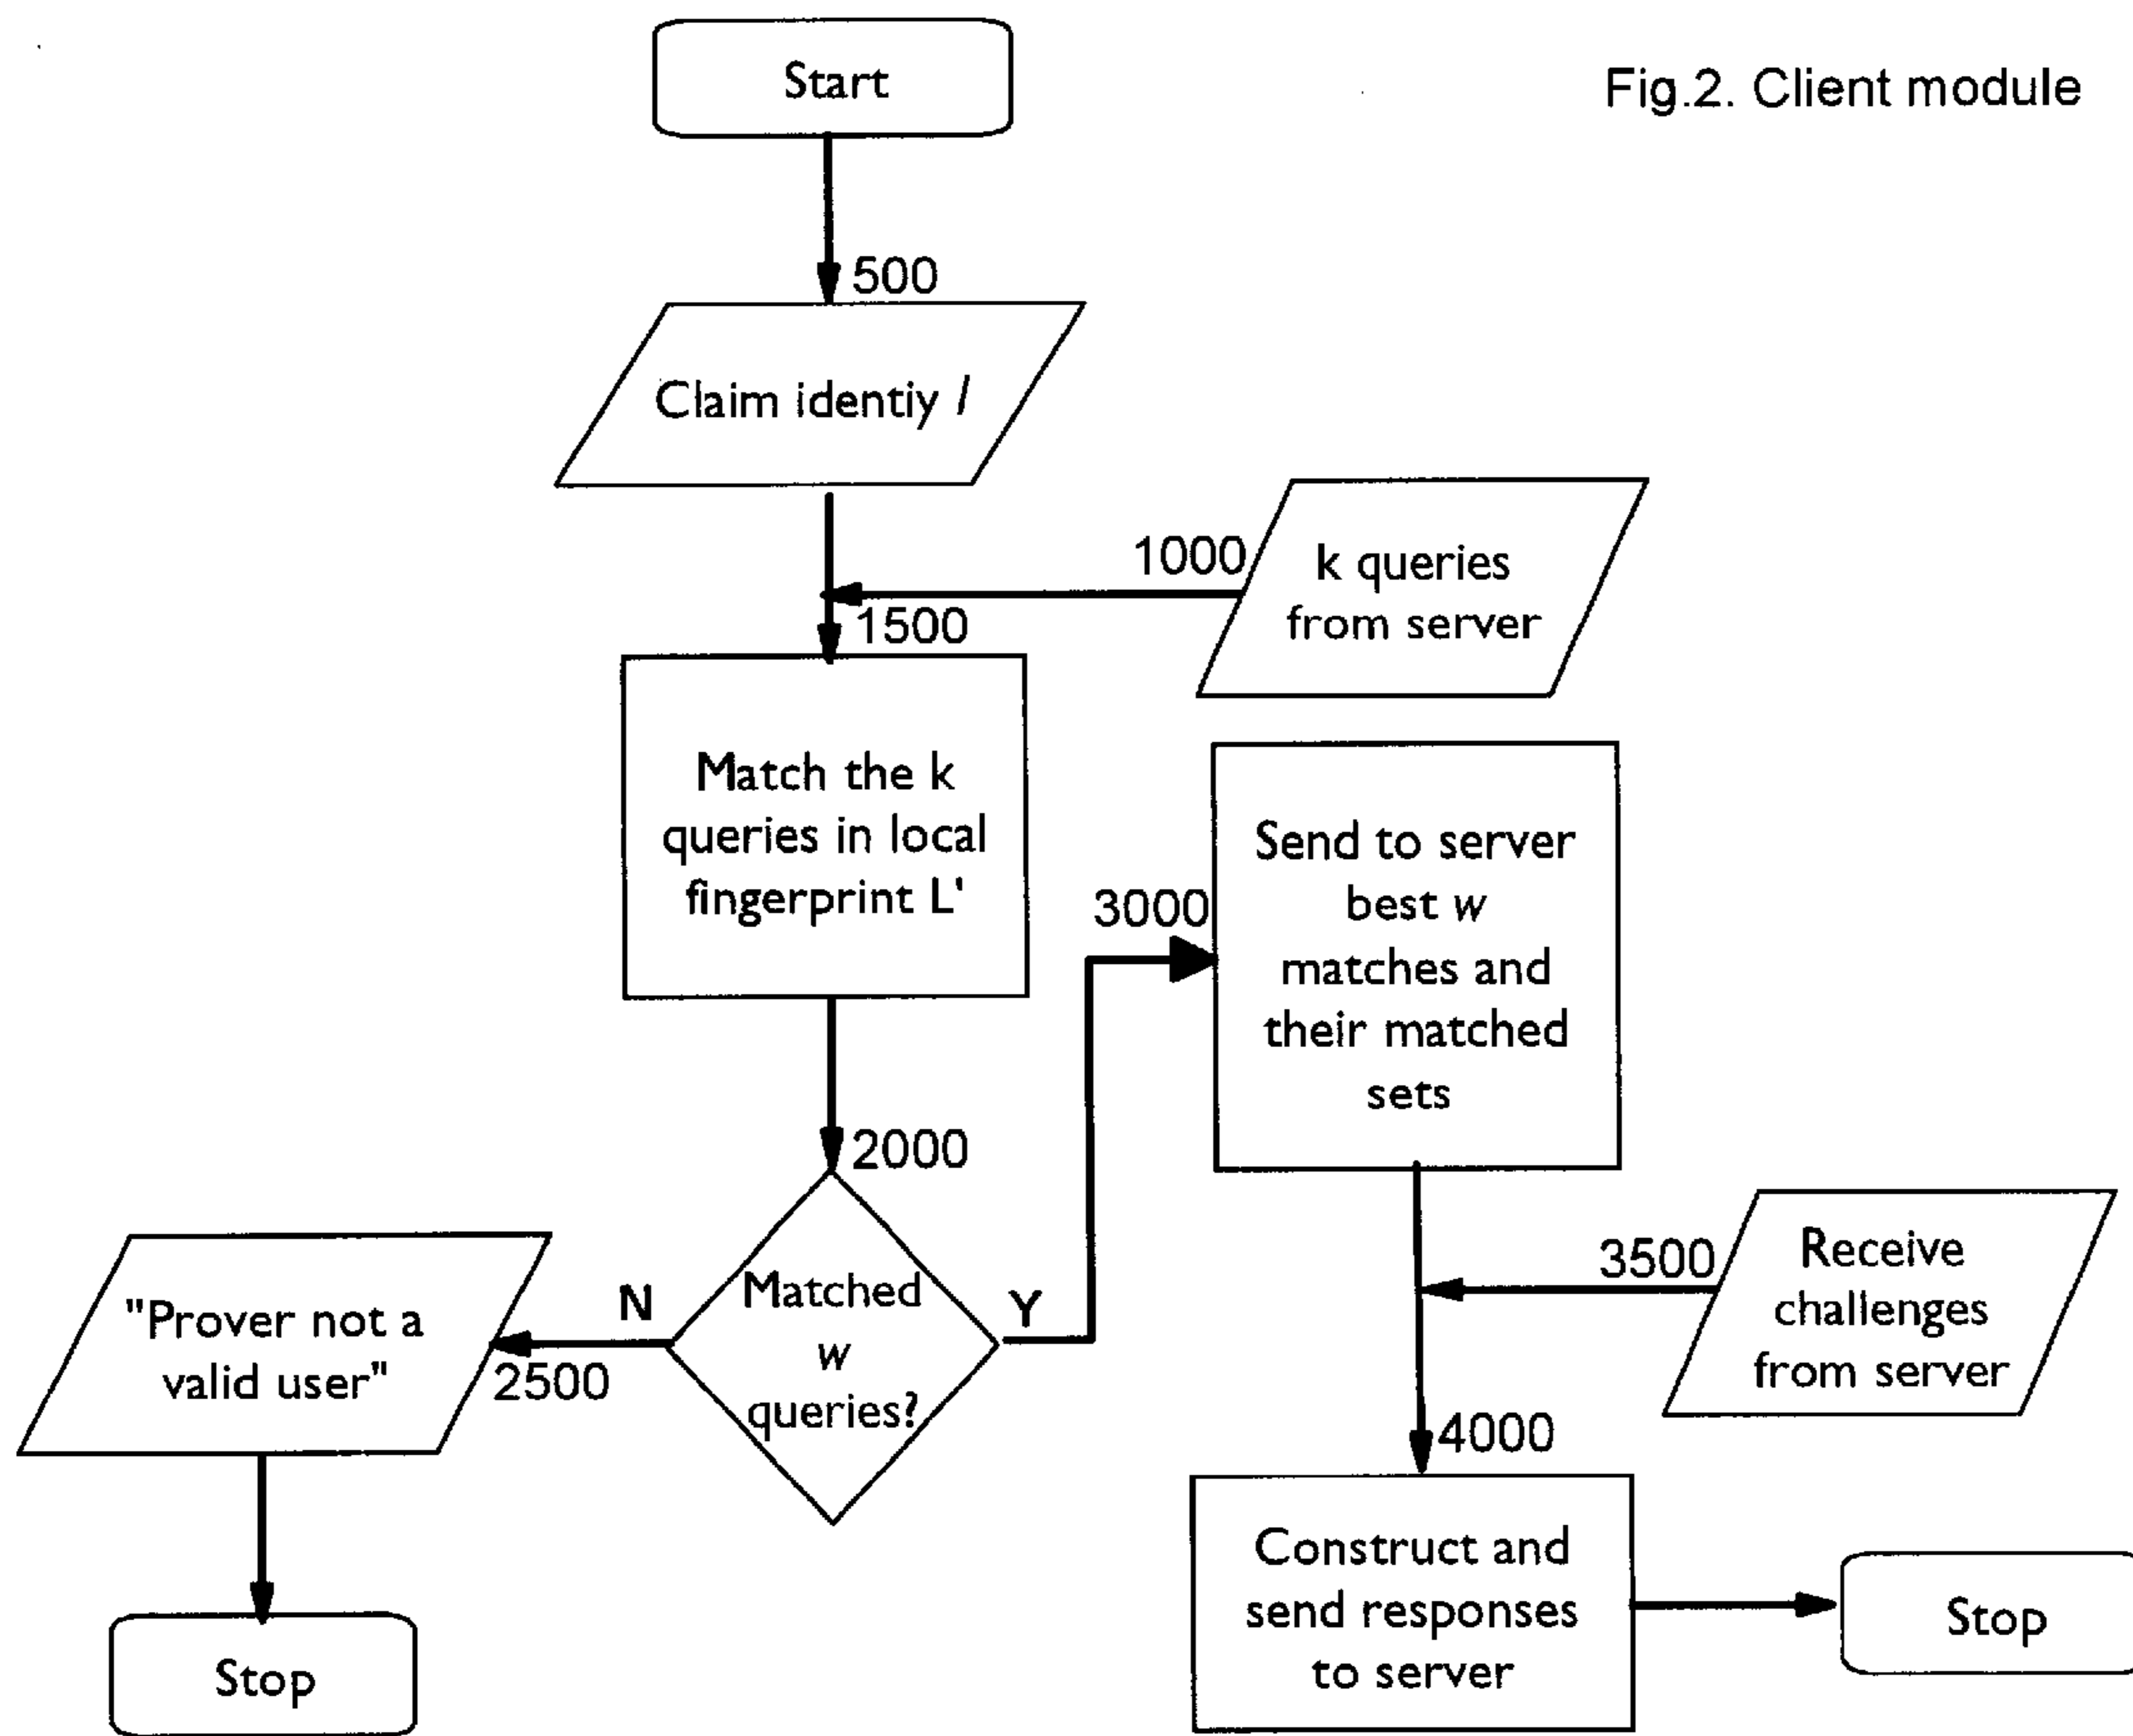 Start
Fig.2. Client module
500
Claim identiy I
1000
k queries
from server
1500
Match the k
queries in local
fingerprint L'
Send to server
best w
matches and
their matched
sets
3000
2000
Matched
w
queries?
N
Y
"Prover not a
valid user"
2500
3500
Receive
challenges
from server
4000
Construct and
send responses
to server
Stop
Stop